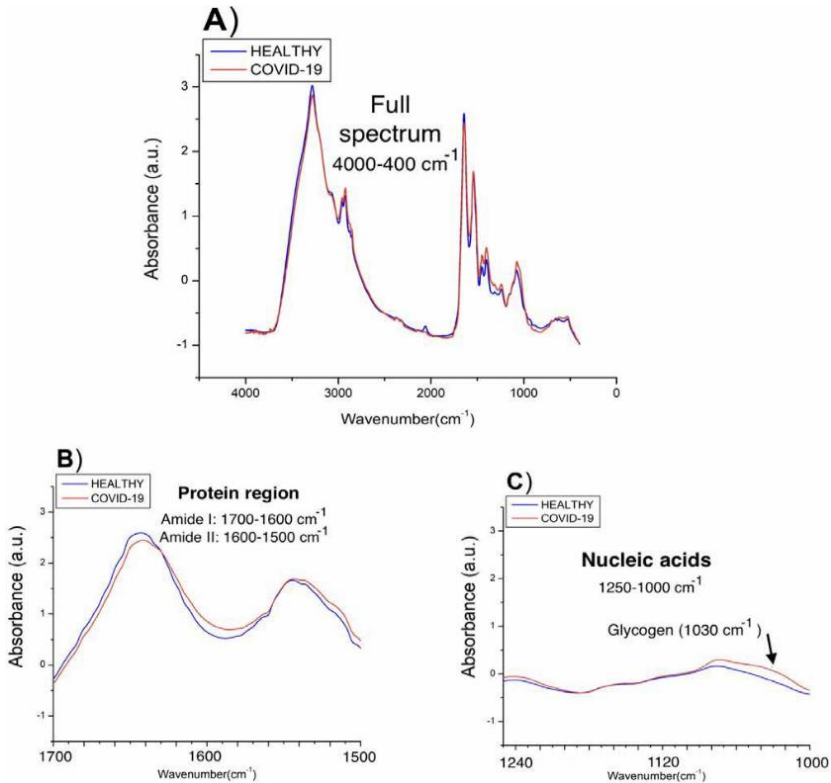 A)
HEALTHY
COVID-19
Full
spectrum
4000-400 cm-1
3
2
1
0
-1
Absorbance (a.u.)
4000 3000 2000 1000 0
Wavenumber(cm-1)
B)
HEALTHY
COVID-19
Protein region
Amide I: 1700-1600 cm-1
Amide II: 1600-1500 cm-1
3
2
1
0
-1
Absorbance (a.u.)
1700 1600 1500
Wavenumber(cm-1)
C)
HEALTHY
COVID-19
Nucleic acids
1250-1000 cm-1
Glycogen (1030 cm-1 )
3
2
1
0
-1
Absorbance (a.u.)
1240 1120 1000
Wavenumber(cm-1)